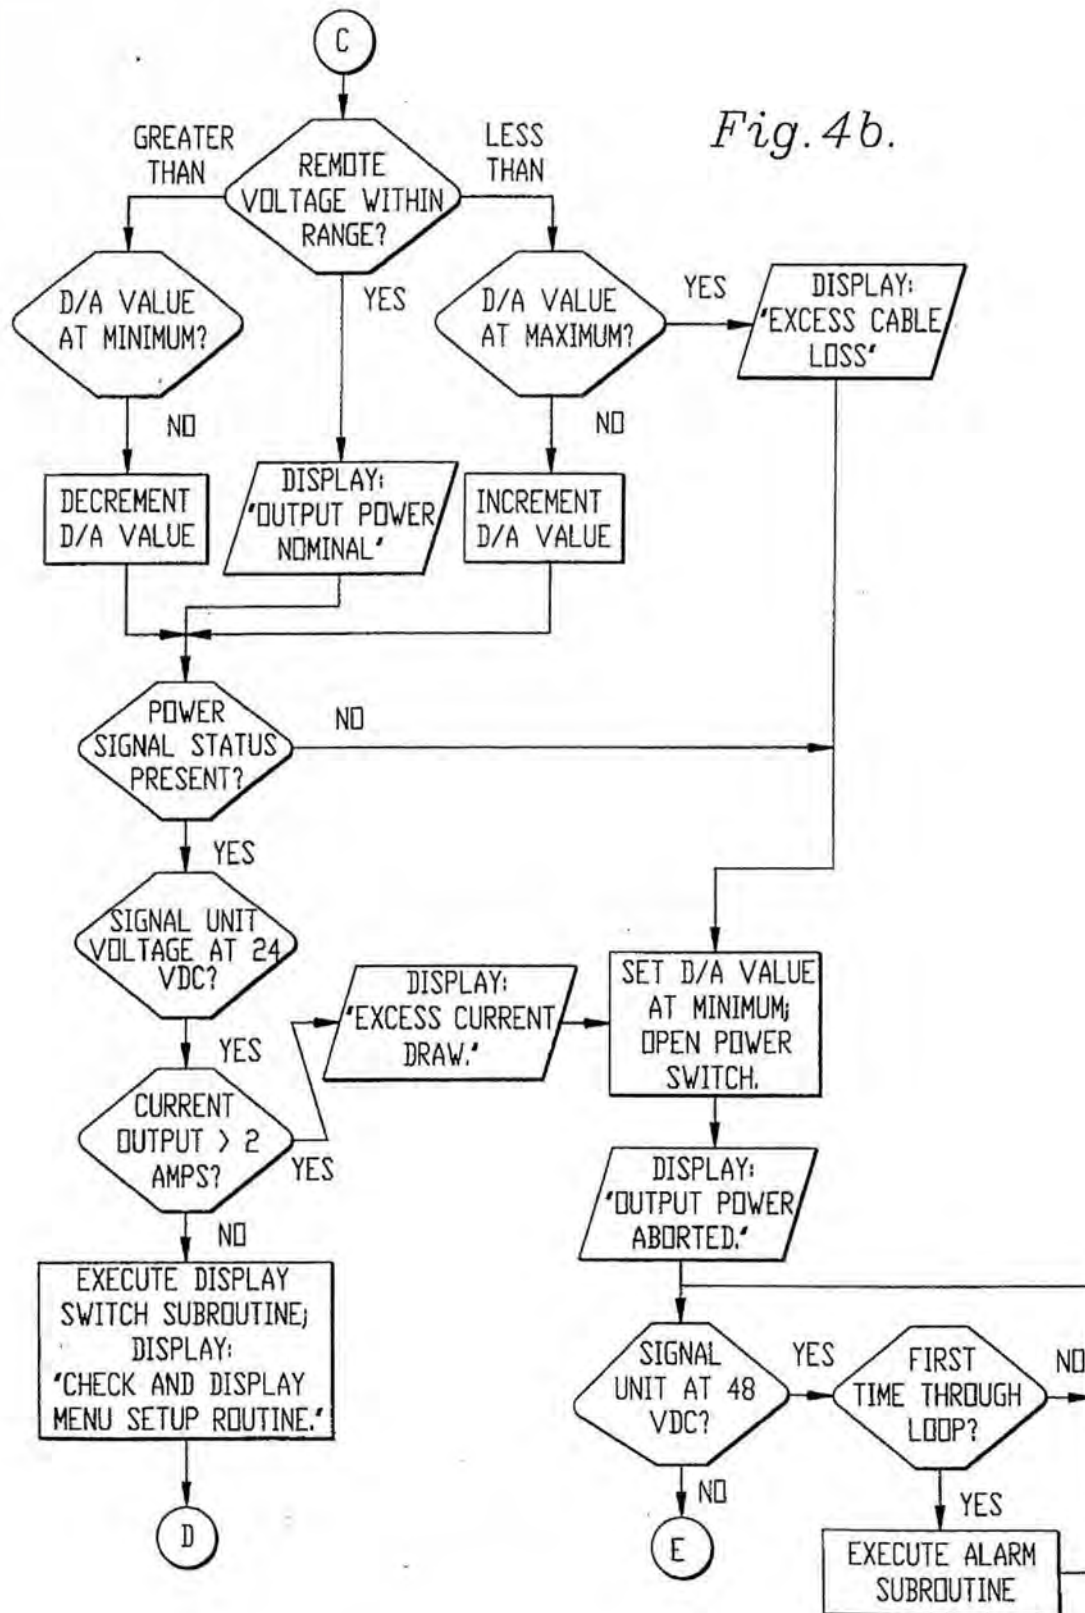 C
Fig. 4b.
GREATER
THAN
REMOTE
VOLTAGE WITHIN
RANGE?
LESS
THAN
D/A VALUE
AT MINIMUM?
YES
D/A VALUE
AT MAXIMUM?
YES
DISPLAY:
"EXCESS CABLE
LOSS"
NO
NO
DECREMENT
D/A VALUE
DISPLAY:
"OUTPUT POWER
NOMINAL"
INCREMENT
D/A VALUE
POWER
SIGNAL STATUS
PRESENT?
NO
YES
SIGNAL UNIT
VOLTAGE AT 24
VDC?
YES
DISPLAY:
"EXCESS CURRENT
DRAW."
SET D/A VALUE
AT MINIMUM;
OPEN POWER
SWITCH.
CURRENT
OUTPUT > 2
AMPS?
YES
NO
DISPLAY:
"OUTPUT POWER
ABORTED."
EXECUTE DISPLAY
SWITCH SUBROUTINE;
DISPLAY:
"CHECK AND DISPLAY
MENU SETUP ROUTINE."
D
SIGNAL
UNIT AT 48
VDC?
YES
FIRST
TIME THROUGH
LOOP?
NO
NO
E
YES
EXECUTE ALARM
SUBROUTINE